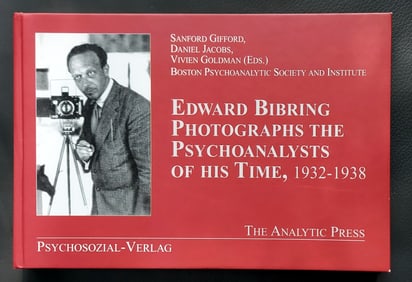 SANFORD GIFFORD,
DANIEL JACOBS,
VIVIEN GOLDMAN (EDS.)
BOSTON PSYCHOANALYTIC SOCIETY AND INSTITUTE
EDWARD BIBRING
PHOTOGRAPHS THE
PSYCHOANALYSTS
OF HIS TIME, 1932-1938
THE ANALYTIC PRESS
PSYCHOSOZIAL-VERLAG